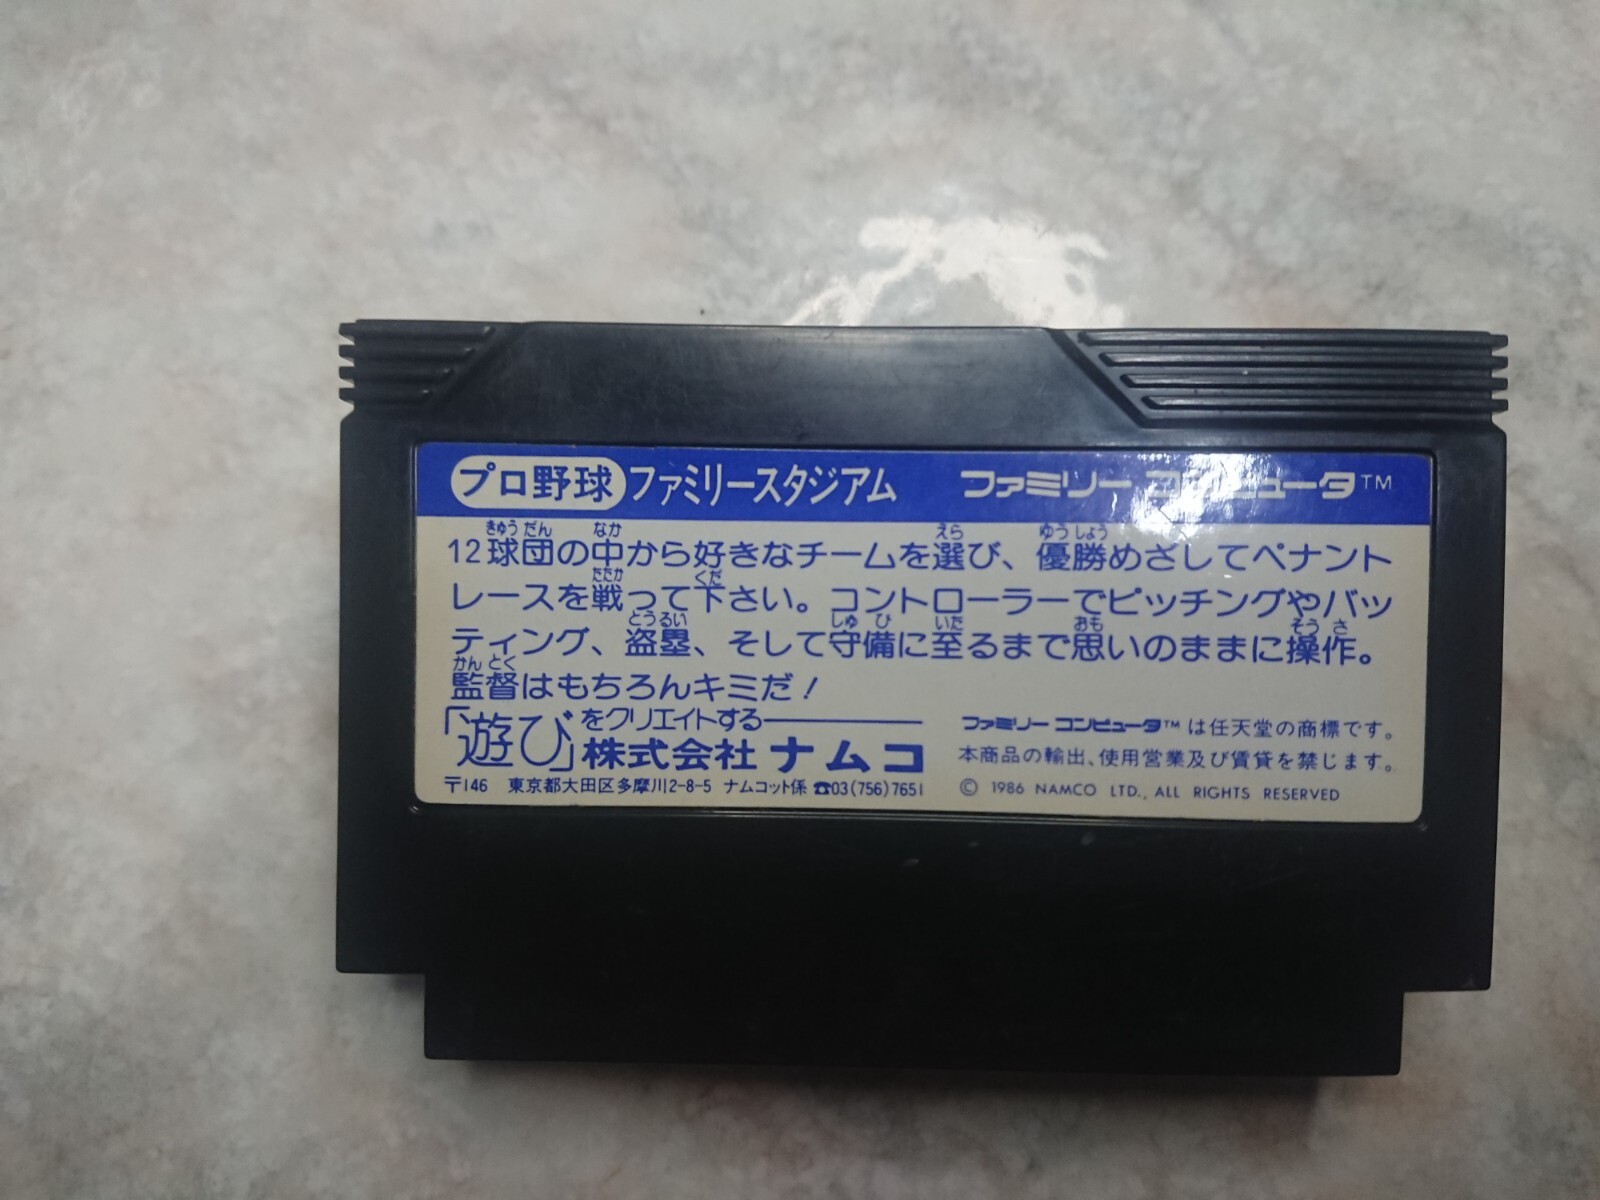 プロ野球 ファミリースタジアム ファミリー コンピュータ™
12球団の中から好きなチームを選び、優勝めざしてペナント
レースを戦って下さい。コントローラーでピッチングやバッ
ティング、盗塁、そして守備に至るまで思いのままに操作。
監督はもちろんキミだ！
「遊び」をクリエイトする
株式会社ナムコ
〒146 東京都大田区多摩川2-8-5 ナムコット係 ☎03(756)7651
ファミリー コンピュータ™は任天堂の商標です。
本商品の輸出、使用営業及び賃貸を禁じます。
© 1986 NAMCO LTD., ALL RIGHTS RESERVED